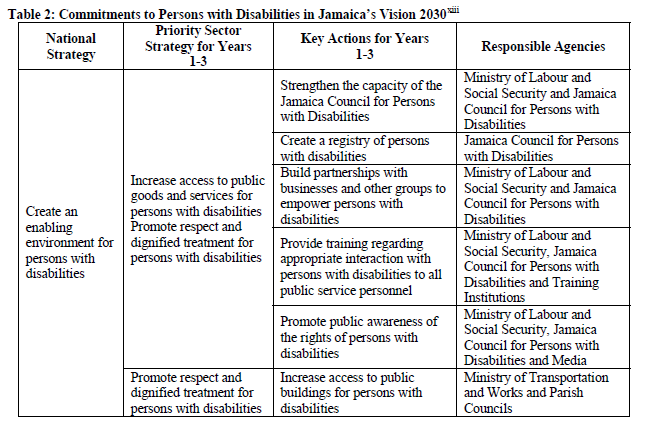 Table 2: Commitments to Persons with Disabilities in Jamaica's Vision 2030xiii
National
Strategy
Priority Sector
Strategy for Years
1-3
Key Actions for Years
1-3
Responsible Agencies
Create an
enabling
environment for
persons with
disabilities
Increase access to public
goods and services for
persons with disabilities
Promote respect and
dignified treatment for
persons with disabilities
Strengthen the capacity of the
Jamaica Council for Persons
with Disabilities
Ministry of Labour and
Social Security and Jamaica
Council for Persons with
Disabilities
Create a registry of persons
with disabilities
Jamaica Council for Persons
with Disabilities
Build partnerships with
businesses and other groups to
empower persons with
disabilities
Ministry of Labour and
Social Security and Jamaica
Council for Persons with
Disabilities
Provide training regarding
appropriate interaction with
persons with disabilities to all
public service personnel
Ministry of Labour and
Social Security, Jamaica
Council for Persons with
Disabilities and Training
Institutions
Promote public awareness of
the rights of persons with
disabilities
Ministry of Labour and
Social Security, Jamaica
Council for Persons with
Disabilities and Media
Promote respect and
dignified treatment for
persons with disabilities
Increase access to public
buildings for persons with
disabilities
Ministry of Transportation
and Works and Parish
Councils